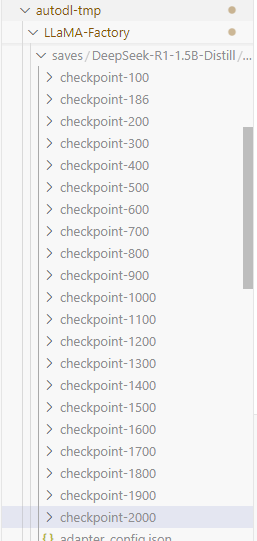 autodl-tmp
LLaMA-Factory
saves/DeepSeek-R1-1.5B-Distill/...
checkpoint-100
checkpoint-186
checkpoint-200
checkpoint-300
checkpoint-400
checkpoint-500
checkpoint-600
checkpoint-700
checkpoint-800
checkpoint-900
checkpoint-1000
checkpoint-1100
checkpoint-1200
checkpoint-1300
checkpoint-1400
checkpoint-1500
checkpoint-1600
checkpoint-1700
checkpoint-1800
checkpoint-1900
checkpoint-2000
{} adapter_config.json